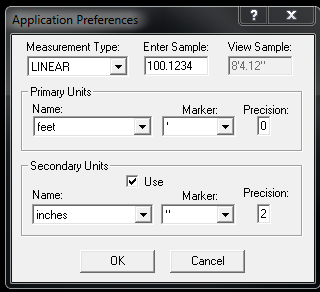 Application Preferences ?
Measurement Type: Enter Sample: View Sample:
LINEAR 100.1234 8'4.12"
Primary Units
Name: Marker: Precision:
feet ' 0
Secondary Units
Use
Name: Marker: Precision:
inches " 2
OK Cancel